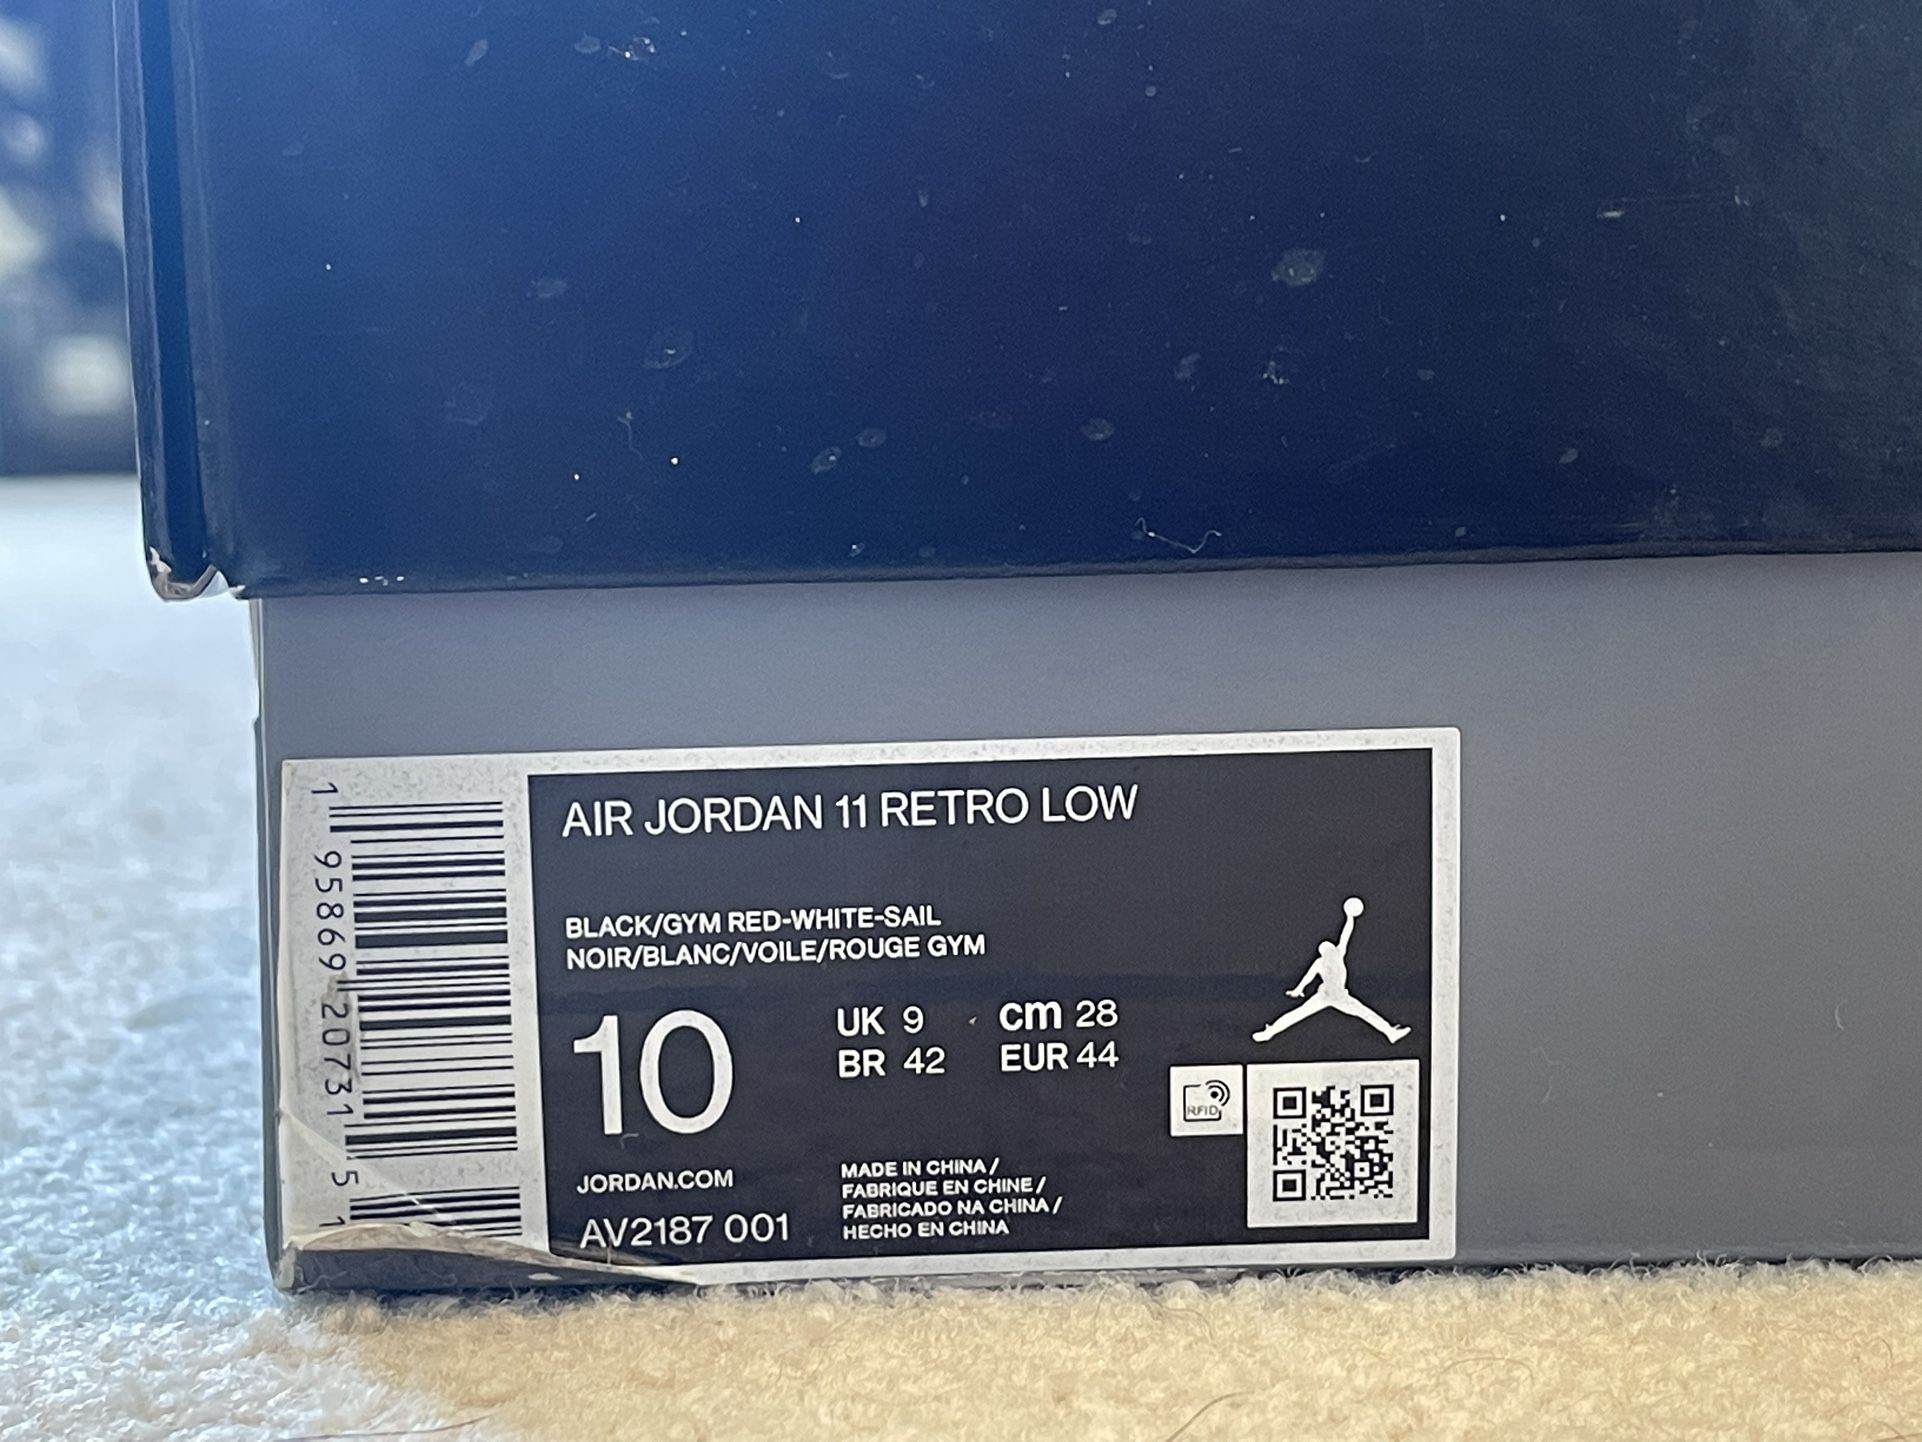 AIR JORDAN 11 RETRO LOW
BLACK/GYM RED-WHITE-SAIL
NOIR/BLANC/VOILE/ROUGE GYM
10
UK 9
cm 28
BR 42
EUR 44
RFID
JORDAN.COM
AV2187 001
MADE IN CHINA /
FABRIQUE EN CHINE /
FABRICADO NA CHINA /
HECHO EN CHINA
1 95869 20731 5